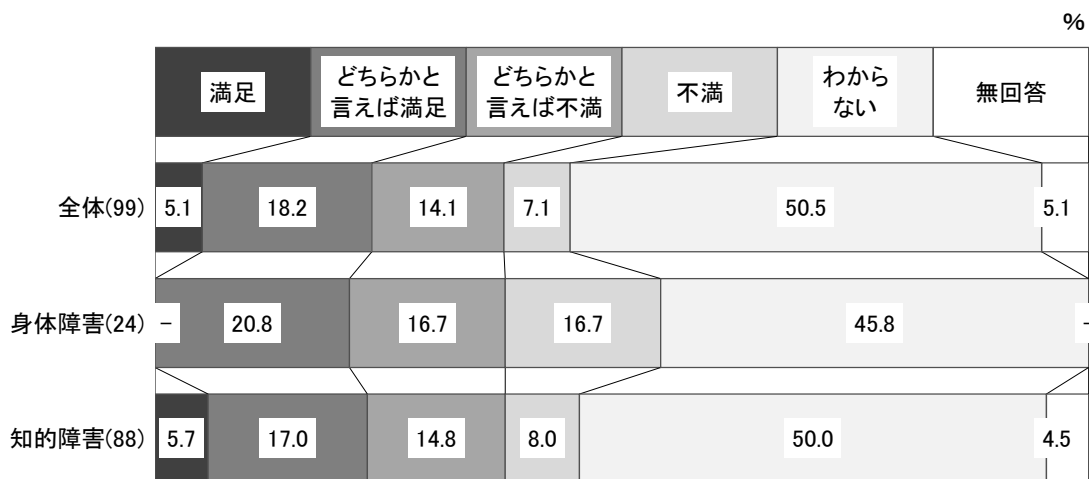 %
満足
どちらかと
言えば満足
どちらかと
言えば不満
不満
わから
ない
無回答
全体(99) 5.1 18.2 14.1 7.1 50.5 5.1
身体障害(24) - 20.8 16.7 16.7 45.8 -
知的障害(88) 5.7 17.0 14.8 8.0 50.0 4.5